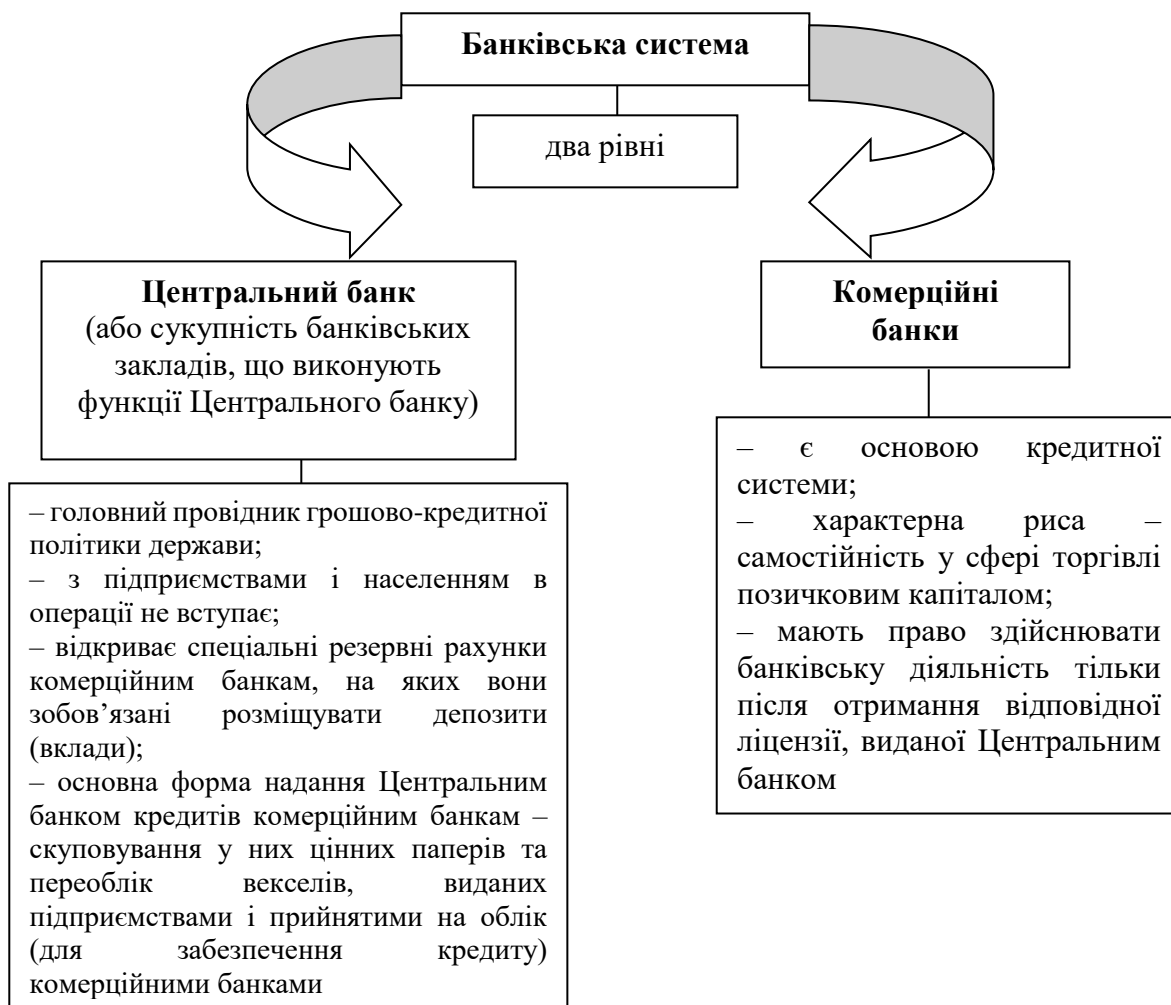 Банківська система
два рівні
Центральний банк
(або сукупність банківських
закладів, що виконують
функції Центрального банку)
Комерційні
банки
– головний провідник грошово-кредитної
політики держави;
– з підприємствами і населенням в
операції не вступає;
– відкриває спеціальні резервні рахунки
комерційним банкам, на яких вони
зобов’язані розміщувати депозити
(вклади);
– основна форма надання Центральним
банком кредитів комерційним банкам –
скуповування у них цінних паперів та
переоблік векселів, виданих
підприємствами і прийнятими на облік
(для забезпечення кредиту)
комерційними банками
– є основою кредитної
системи;
– характерна риса –
самостійність у сфері торгівлі
позичковим капіталом;
– мають право здійснювати
банківську діяльність тільки
після отримання відповідної
ліцензії, виданої Центральним
банком